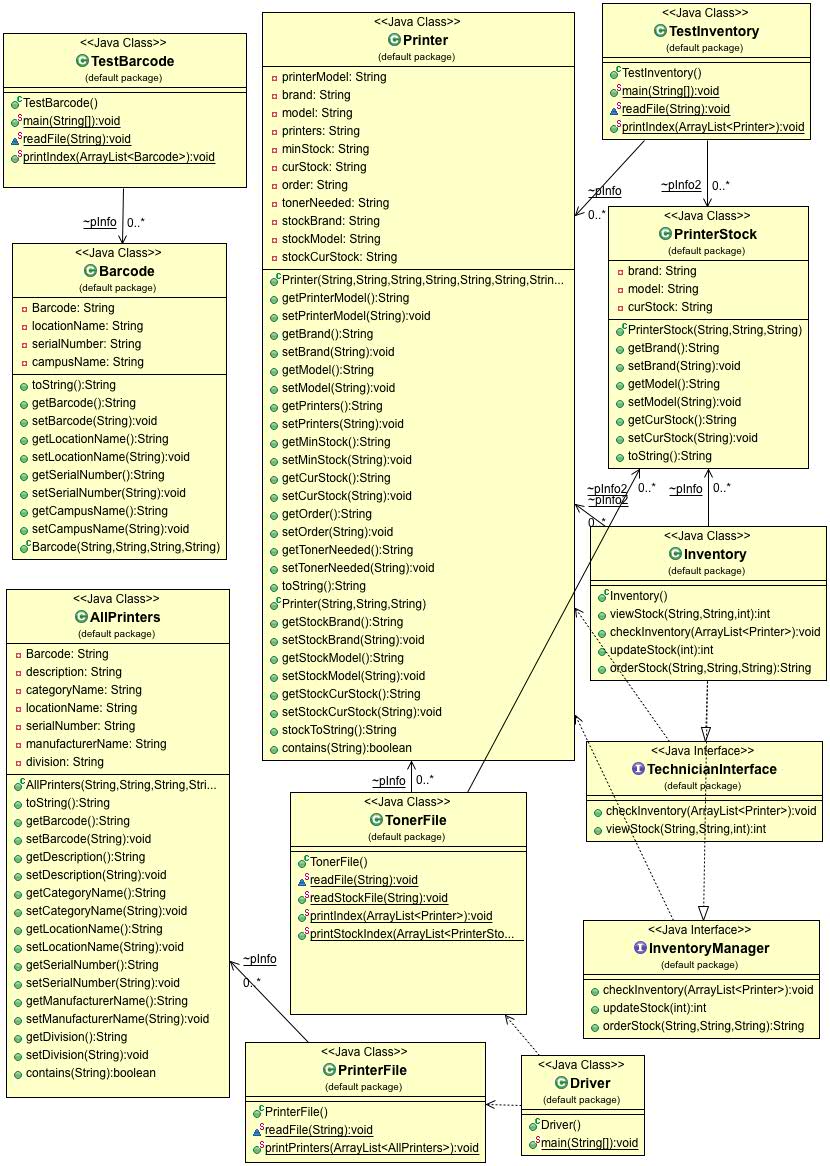 <<Java Class>>
TestBarcode
(default package)
TestBarcode()
main(String[]):void
readFile(String):void
printIndex(ArrayList<Barcode>):void
~pInfo
0..*
<<Java Class>>
Barcode
(default package)
Barcode: String
locationName: String
serialNumber: String
campusName: String
toString():String
getBarcode():String
setBarcode(String):void
getLocationName():String
setLocationName(String):void
getSerialNumber():String
setSerialNumber(String):void
getCampusName():String
setCampusName(String):void
Barcode(String,String,String,String)
<<Java Class>>
AllPrinters
(default package)
Barcode: String
description: String
categoryName: String
locationName: String
serialNumber: String
manufacturerName: String
division: String
AllPrinters(String,String,String,Stri...
toString():String
getBarcode():String
setBarcode(String):void
getDescription():String
setDescription(String):void
getCategoryName():String
setCategoryName(String):void
getLocationName():String
setLocationName(String):void
getSerialNumber():String
setSerialNumber(String):void
getManufacturerName():String
setManufacturerName(String):void
getDivision():String
setDivision(String):void
contains(String):boolean
<<Java Class>>
Printer
(default package)
printerModel: String
brand: String
model: String
printers: String
minStock: String
curStock: String
order: String
tonerNeeded: String
stockBrand: String
stockModel: String
stockCurStock: String
Printer(String,String,String,String,String,Strin...
getPrinterModel():String
setPrinterModel(String):void
getBrand():String
setBrand(String):void
getModel():String
setModel(String):void
getPrinters():String
setPrinters(String):void
getMinStock():String
setMinStock(String):void
getCurStock():String
setCurStock(String):void
getOrder():String
setOrder(String):void
getTonerNeeded():String
setTonerNeeded(String):void
toString():String
Printer(String,String,String)
getStockBrand():String
setStockBrand(String):void
getStockModel():String
setStockModel(String):void
getStockCurStock():String
setStockCurStock(String):void
stockToString():String
contains(String):boolean
<<Java Class>>
TestInventory
(default package)
TestInventory()
main(String[]):void
readFile(String):void
printIndex(ArrayList<Printer>):void
~pInfo
0..*
~pInfo2
0..*
<<Java Class>>
PrinterStock
(default package)
brand: String
model: String
curStock: String
PrinterStock(String,String,String)
getBrand():String
setBrand(String):void
getModel():String
setModel(String):void
getCurStock():String
setCurStock(String):void
toString():String
~pInfo2
0..*
~pInfo
0..*
~pInfo2
0..*
<<Java Class>>
Inventory
(default package)
Inventory()
viewStock(String,String,int):int
checkInventory(ArrayList<Printer>):void
updateStock(int):int
orderStock(String,String,String):String
<<Java Interface>>
TechnicianInterface
(default package)
checkInventory(ArrayList<Printer>):void
viewStock(String,String,int):int
<<Java Interface>>
InventoryManager
(default package)
checkInventory(ArrayList<Printer>):void
updateStock(int):int
orderStock(String,String,String):String
~pInfo
0..*
<<Java Class>>
TonerFile
(default package)
TonerFile()
readFile(String):void
readStockFile(String):void
printIndex(ArrayList<Printer>):void
printStockIndex(ArrayList<PrinterSto...
~pInfo
0..*
<<Java Class>>
PrinterFile
(default package)
PrinterFile()
readFile(String):void
printPrinters(ArrayList<AllPrinters>):void
<<Java Class>>
Driver
(default package)
Driver()
main(String[]):void